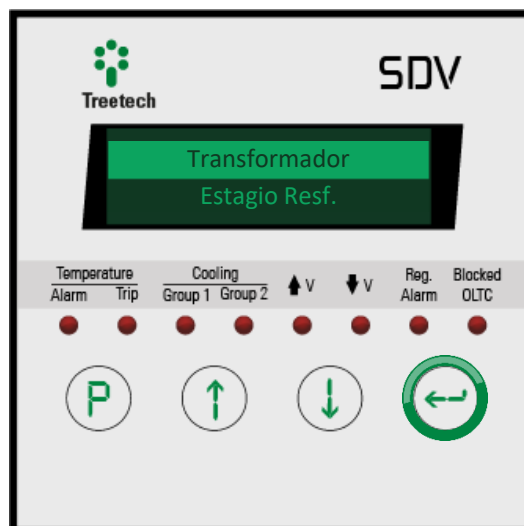 Treetech
SDV
Transformador
Estagio Resf.
Temperature Cooling Reg. Blocked
Alarm Trip Group 1 Group 2 V V Alarm OLTC
P